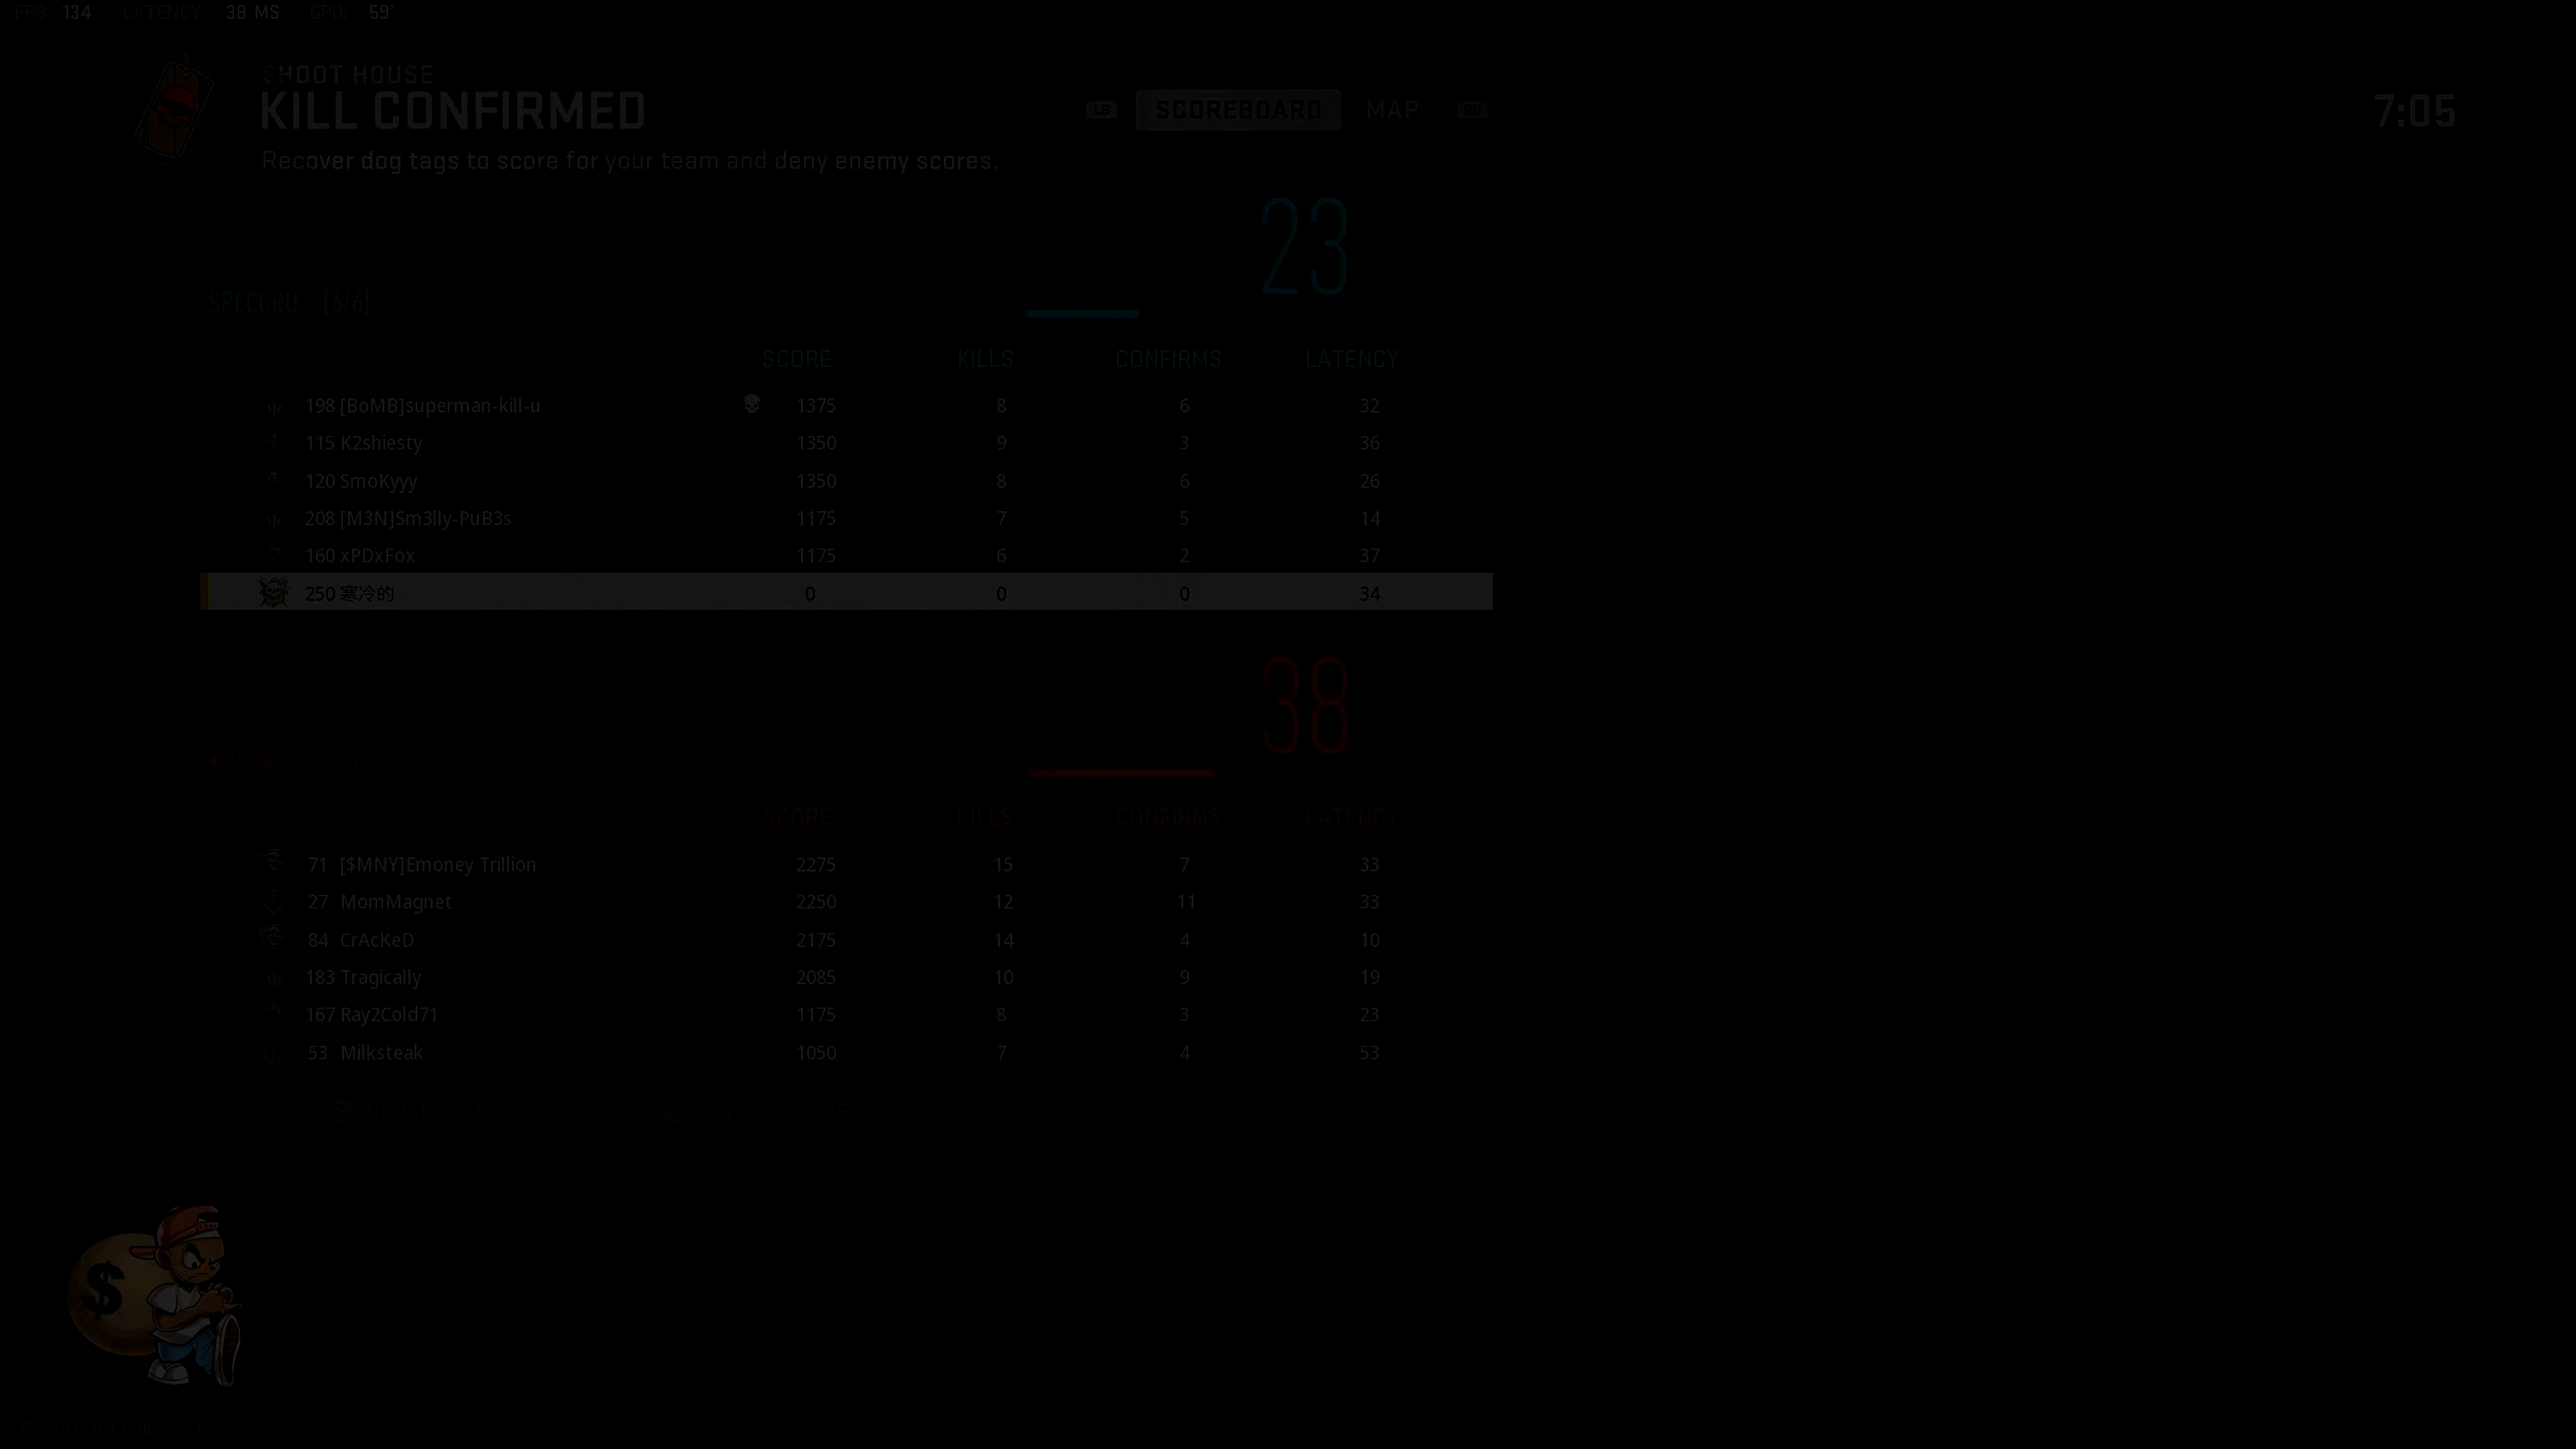 FPS: 134 LATENCY: 38 MS GPU: 59°
SHOOT HOUSE
KILL CONFIRMED
LB SCOREBOARD MAP RB
7:05
Recover dog tags to score for your team and deny enemy scores.
23
SPECGRU [6/6]
SCORE KILLS CONFIRMS LATENCY
198 [BoMB]superman-kill-u 1375 8 6 32
115 K2shiesty 1350 9 3 36
120 SmoKyyy 1350 8 6 26
208 [M3N]Sm3lly-PuB3s 1175 7 5 14
160 xPDxFox 1175 6 2 37
250 寒冷的 0 0 0 34
38
SCORE KILLS CONFIRMS LATENCY
71 [$MNY]Emoney Trillion 2275 15 7 33
27 MomMagnet 2250 12 11 33
84 CrAcKeD 2175 14 4 10
183 Tragically 2085 10 9 19
167 Ray2Cold71 1175 8 3 23
53 Milksteak 1050 7 4 53
CLOSE
$